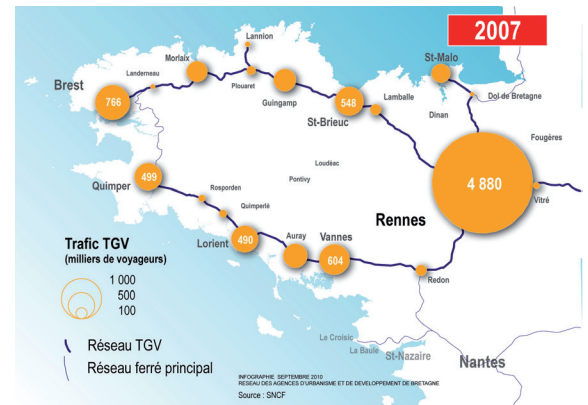 2007
Lannion
Morlaix
St-Malo
Landerneau
Brest
Plouaret
766
Guingamp
548
St-Brieuc
Lamballe
Dol de Bretagne
Dinan
Fougères
Loudéac
Pontivy
499
Quimper
4 880
Rennes
Vitré
Rosporden
Quimperlé
Lorient
490
Auray
Vannes
604
Redon
Trafic TGV
(milliers de voyageurs)
1 000
500
100
Réseau TGV
Réseau ferré principal
Le Croisic
La Baule
St-Nazaire
Nantes
INFOGRAPHIE SEPTEMBRE 2010
RESEAU DES AGENCES D'URBANISME ET DE DEVELOPPEMENT DE BRETAGNE
Source : SNCF